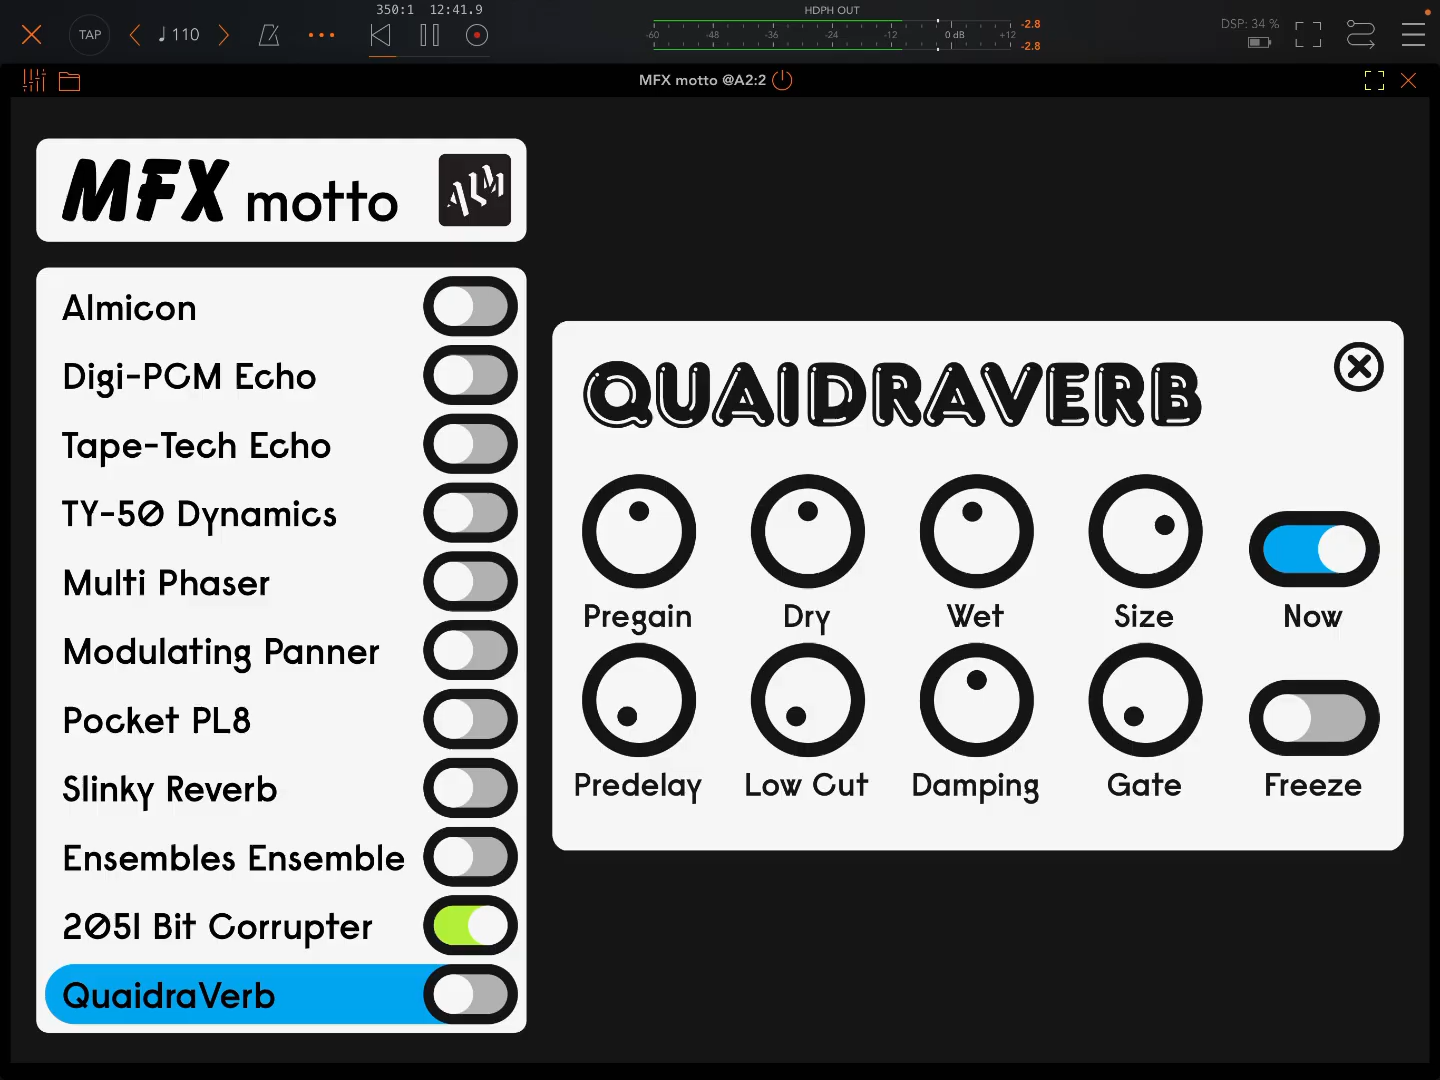 350:1 12:41.9
HDPH OUT
TAP
♩ 110
-60 -48 -36 -24 -12 0 dB +12
-2.8
-2.8
DSP: 34 %
MFX motto @A2:2
MFX motto
ALM
Almicon
Digi-PCM Echo
Tape-Tech Echo
TY-50 Dynamics
Multi Phaser
Modulating Panner
Pocket PL8
Slinky Reverb
Ensembles Ensemble
2051 Bit Corrupter
QuaidraVerb
QUAIDRAVERB
Pregain Dry Wet Size Now
Predelay Low Cut Damping Gate Freeze